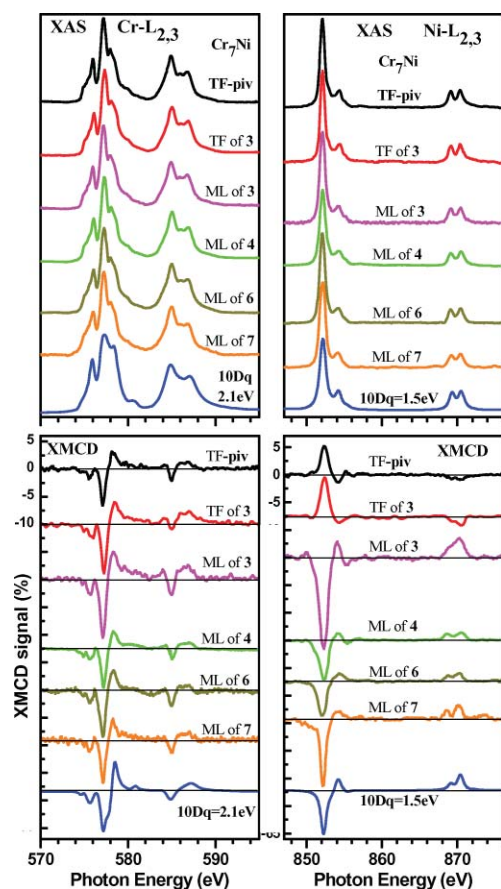 XAS Cr-L2,3
Cr7Ni
TF-piv
TF of 3
ML of 3
ML of 4
ML of 6
ML of 7
10Dq
2.1eV
XAS Ni-L2,3
Cr7Ni
TF-piv
TF of 3
ML of 3
ML of 4
ML of 6
ML of 7
10Dq=1.5eV
XMCD signal (%)
5
0
-5
-10
XMCD
TF-piv
TF of 3
ML of 3
ML of 4
ML of 6
ML of 7
10Dq=2.1eV
570 580 590
Photon Energy (eV)
5
0
-5
XMCD
TF-piv
TF of 3
ML of 3
ML of 4
ML of 6
ML of 7
10Dq=1.5eV
850 860 870
Photon Energy (eV)